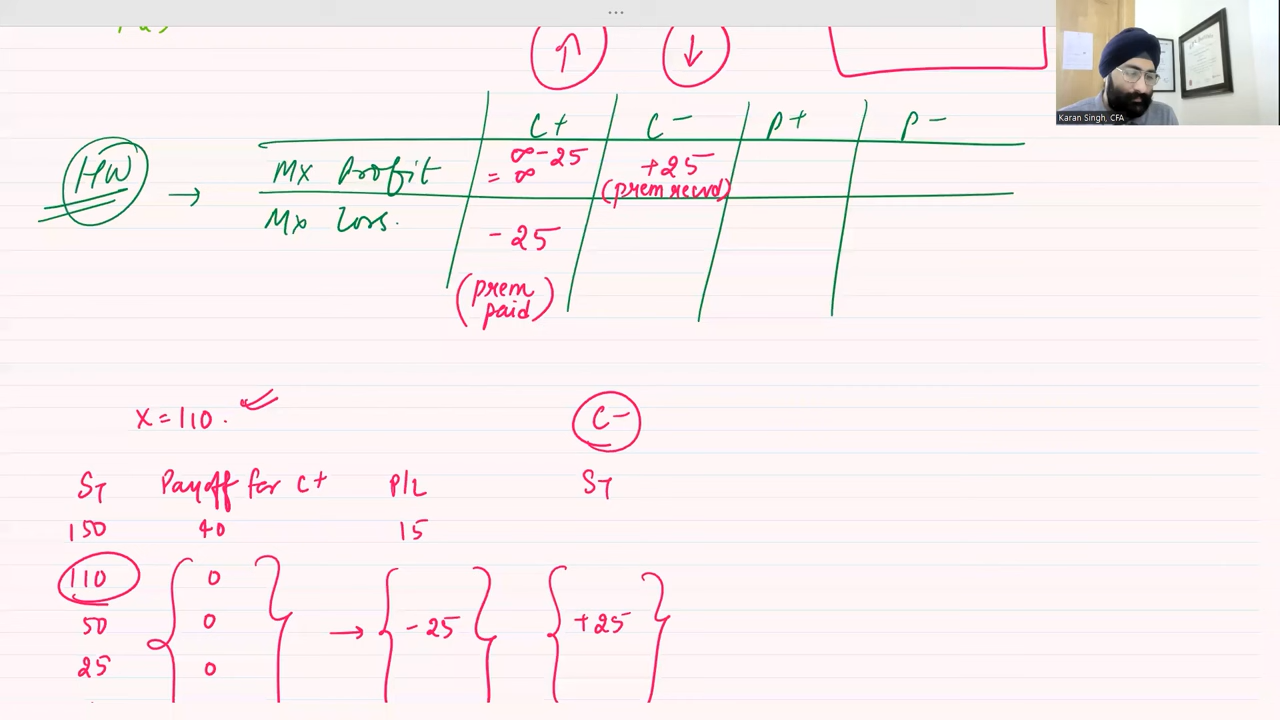 Karan Singh, CFA
C+ C- P+ P-
HW → Mx Profit ∞-25 +25
= ∞ (prem recvd)
Mx Loss. -25
(prem
paid)
X=110. C-
ST Payoff for C+ P/L ST
150 40 15
110 0
50 0 → -25 +25
25 0